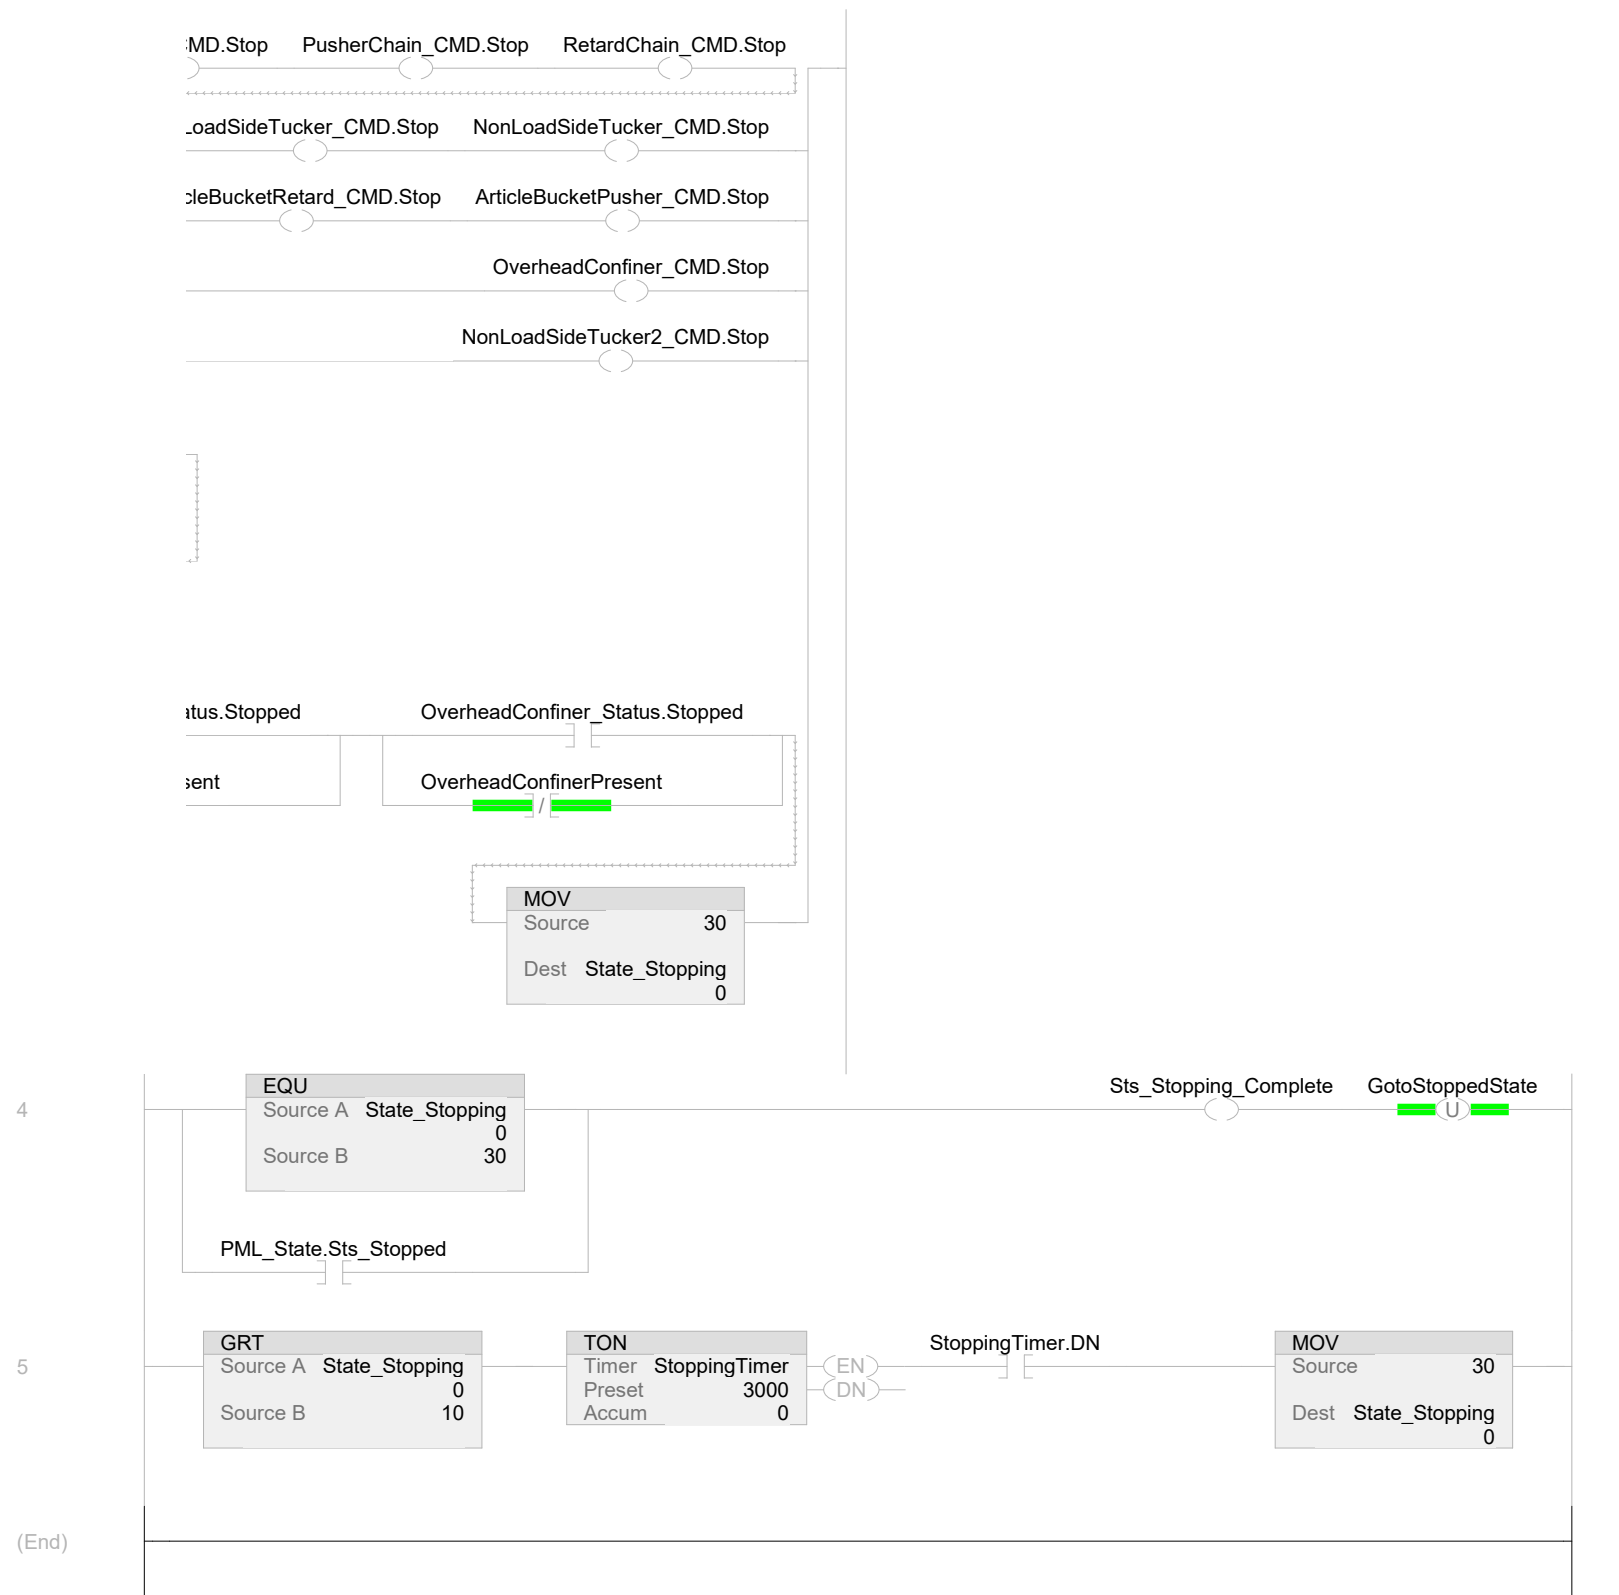 MD.Stop PusherChain_CMD.Stop RetardChain_CMD.Stop
LoadSideTucker_CMD.Stop NonLoadSideTucker_CMD.Stop
cleBucketRetard_CMD.Stop ArticleBucketPusher_CMD.Stop
OverheadConfiner_CMD.Stop
NonLoadSideTucker2_CMD.Stop
atus.Stopped OverheadConfiner_Status.Stopped
sent OverheadConfinerPresent
/
MOV
Source 30
Dest State_Stopping
0
EQU Sts_Stopping_Complete GotoStoppedState
4 Source A State_Stopping U
0
Source B 30
PML_State.Sts_Stopped
GRT TON StoppingTimer.DN MOV
5 Source A State_Stopping Timer StoppingTimer EN Source 30
0 Preset 3000 DN
Source B 10 Accum 0 Dest State_Stopping
0
(End)